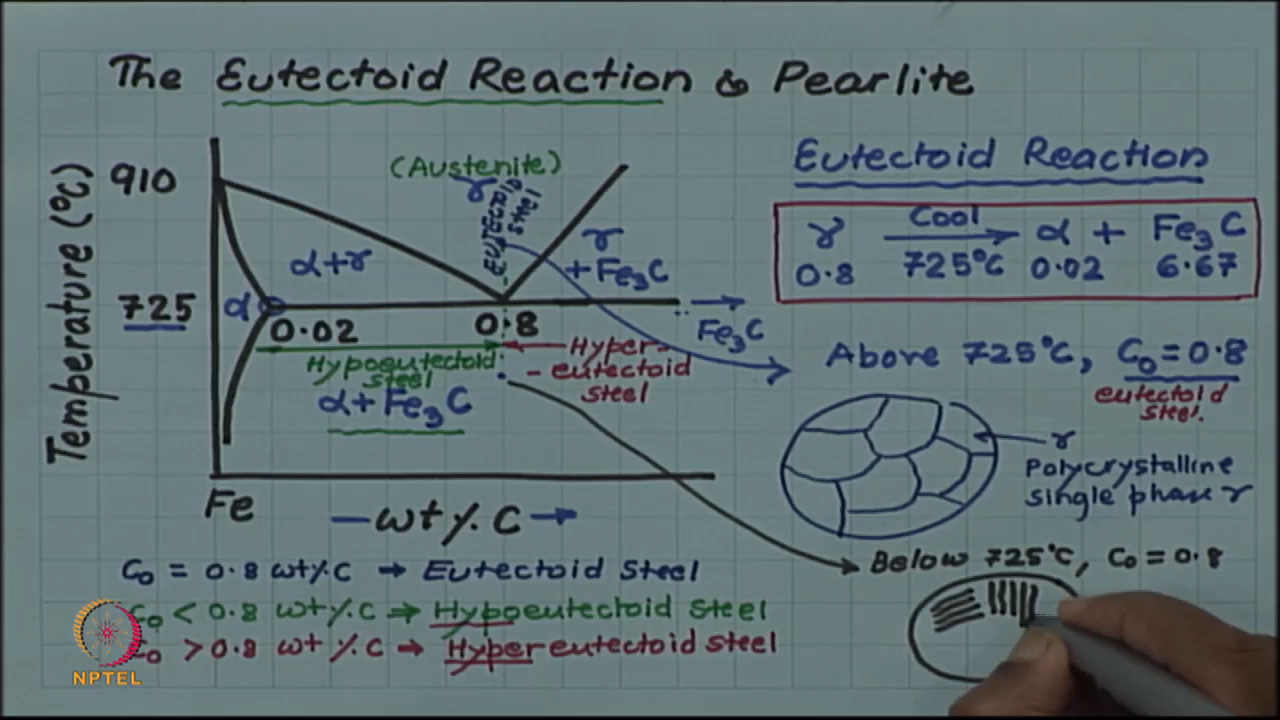 The Eutectoid Reaction & Pearlite
Temperature (°C)
910
725
(Austenite)
γ
EUTECTOID
STEEL
α+γ
γ
+ Fe₃C
α
0.02
0.8
Fe₃C
Hypoeutectoid
steel
Hyper-
-eutectoid
steel
α+Fe₃C
Fe
wt %. C
C₀ = 0.8 wt%C → Eutectoid Steel
C₀ < 0.8 wt%C ⇒ Hypoeutectoid Steel
C₀ > 0.8 wt %C → Hypereutectoid steel
Eutectoid Reaction
γ Cool α + Fe₃C
0.8 725°C 0.02 6.67
Above 725°C, C₀ = 0.8
eutectoid
steel.
γ
Polycrystalline
single phase γ
Below 725°C, C₀ = 0.8
NPTEL